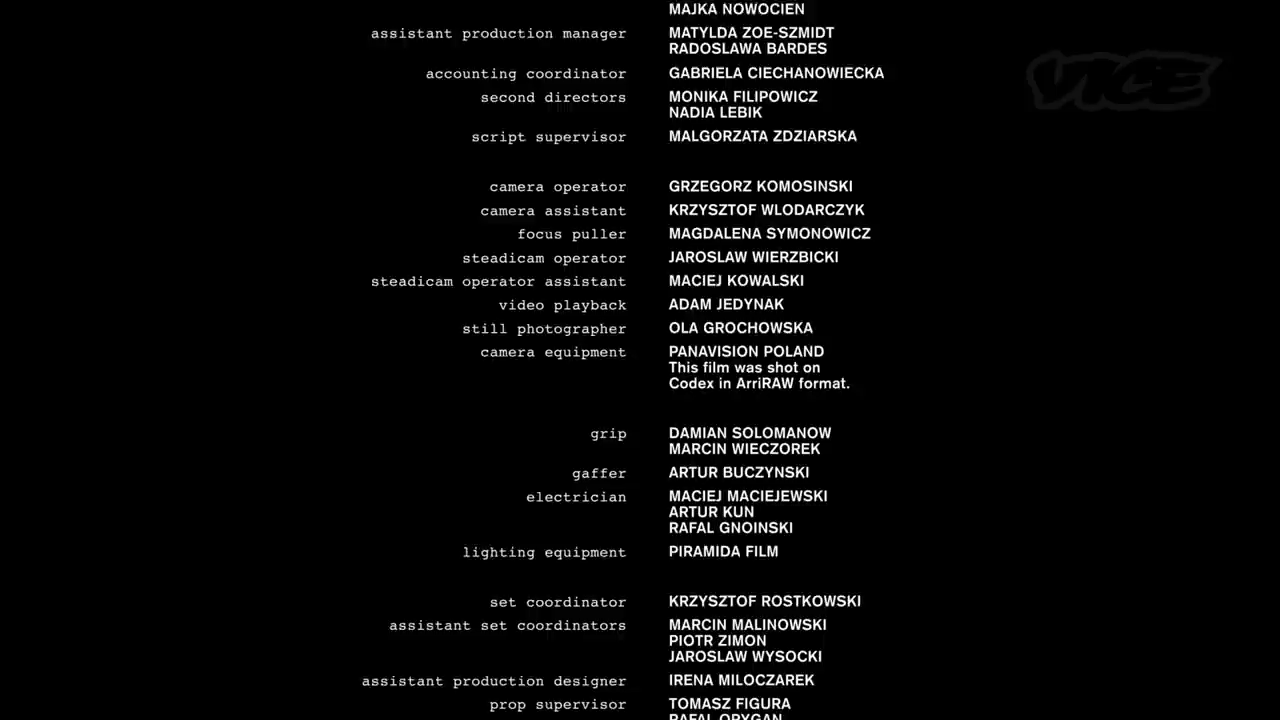 MAJKA NOWOCIEN
assistant production manager MATYLDA ZOE-SZMIDT
RADOSLAWA BARDES
accounting coordinator GABRIELA CIECHANOWIECKA
second directors MONIKA FILIPOWICZ
NADIA LEBIK
script supervisor MALGORZATA ZDZIARSKA
VICE
camera operator GRZEGORZ KOMOSINSKI
camera assistant KRZYSZTOF WLODARCZYK
focus puller MAGDALENA SYMONOWICZ
steadicam operator JAROSLAW WIERZBICKI
steadicam operator assistant MACIEJ KOWALSKI
video playback ADAM JEDYNAK
still photographer OLA GROCHOWSKA
camera equipment PANAVISION POLAND
This film was shot on
Codex in ArriRAW format.
grip DAMIAN SOLOMANOW
MARCIN WIECZOREK
gaffer ARTUR BUCZYNSKI
electrician MACIEJ MACIEJEWSKI
ARTUR KUN
RAFAL GNOINSKI
lighting equipment PIRAMIDA FILM
set coordinator KRZYSZTOF ROSTKOWSKI
assistant set coordinators MARCIN MALINOWSKI
PIOTR ZIMON
JAROSLAW WYSOCKI
assistant production designer IRENA MILOCZAREK
prop supervisor TOMASZ FIGURA
RAFAL